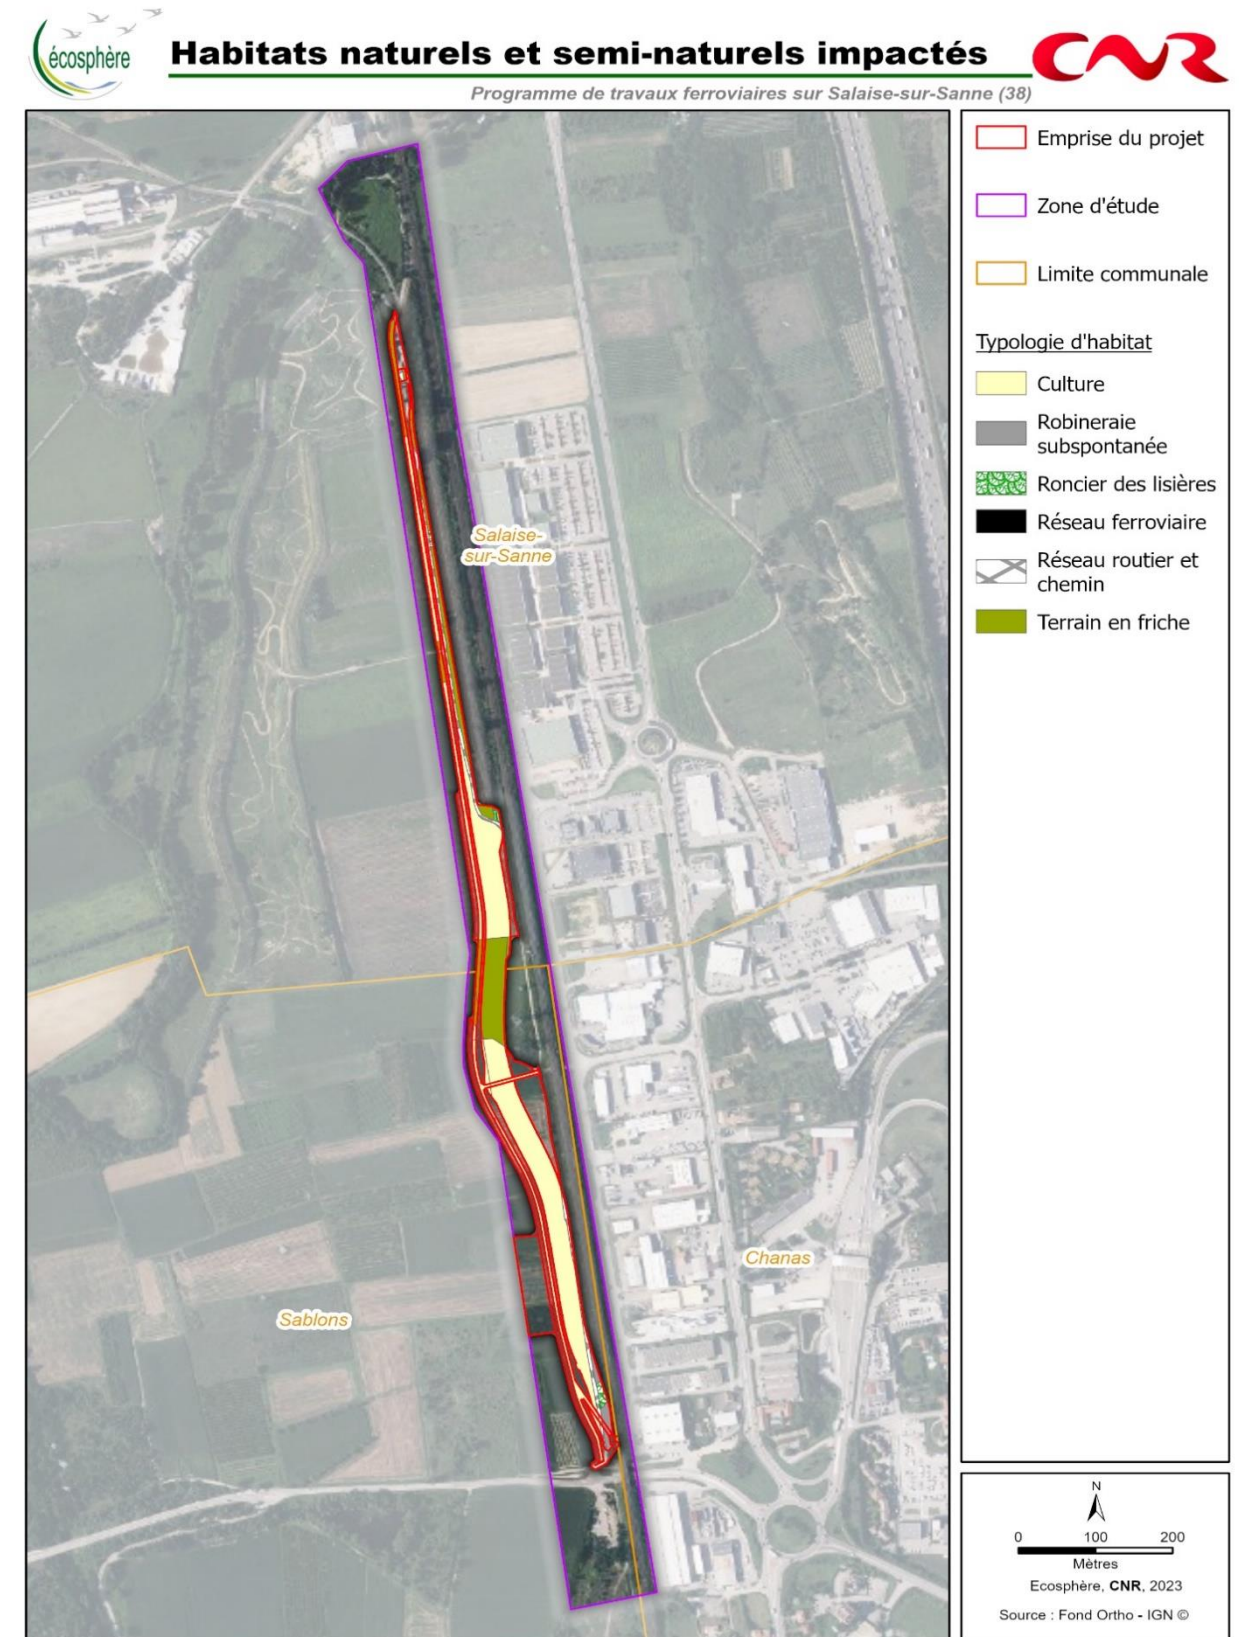 écosphère
Habitats naturels et semi-naturels impactés
CNR
Programme de travaux ferroviaires sur Salaise-sur-Sanne (38)
Emprise du projet
Zone d'étude
Limite communale
Typologie d'habitat
Culture
Robineraie
subspontanée
Roncier des lisières
Réseau ferroviaire
Réseau routier et
chemin
Terrain en friche
Salaise-
sur-Sanne
Chanas
Sablons
N
0 100 200
Mètres
Ecosphère, CNR, 2023
Source : Fond Ortho - IGN ©